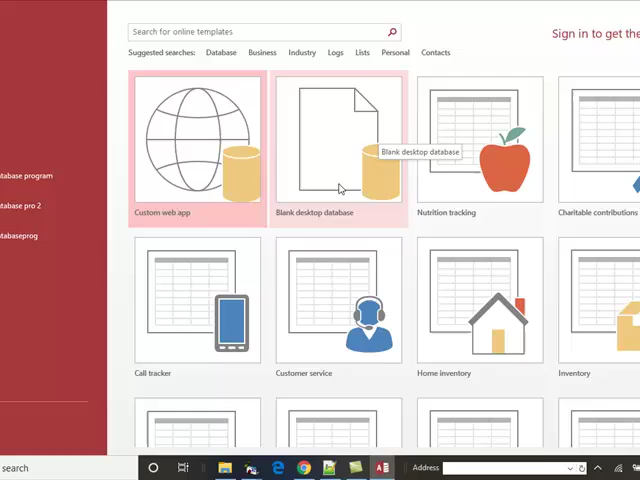 Search for online templates
Sign in to get the
Suggested searches: Database Business Industry Logs Lists Personal Contacts
Blank desktop database
Custom web app
Blank desktop database
Nutrition tracking
Charitable contributions
atabase program
atabase pro 2
atabaseprog
Call tracker
Customer service
Home inventory
Inventory
search
Address